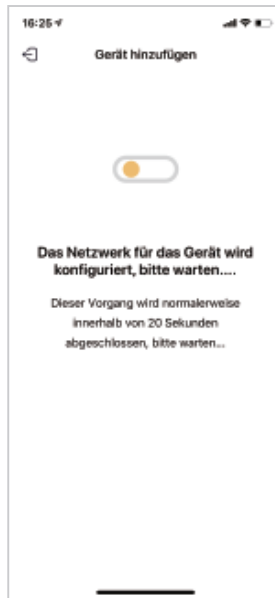 16:25
Gerät hinzufügen
Das Netzwerk für das Gerät wird
konfiguriert, bitte warten....
Dieser Vorgang wird normalerweise
innerhalb von 20 Sekunden
abgeschlossen, bitte warten...